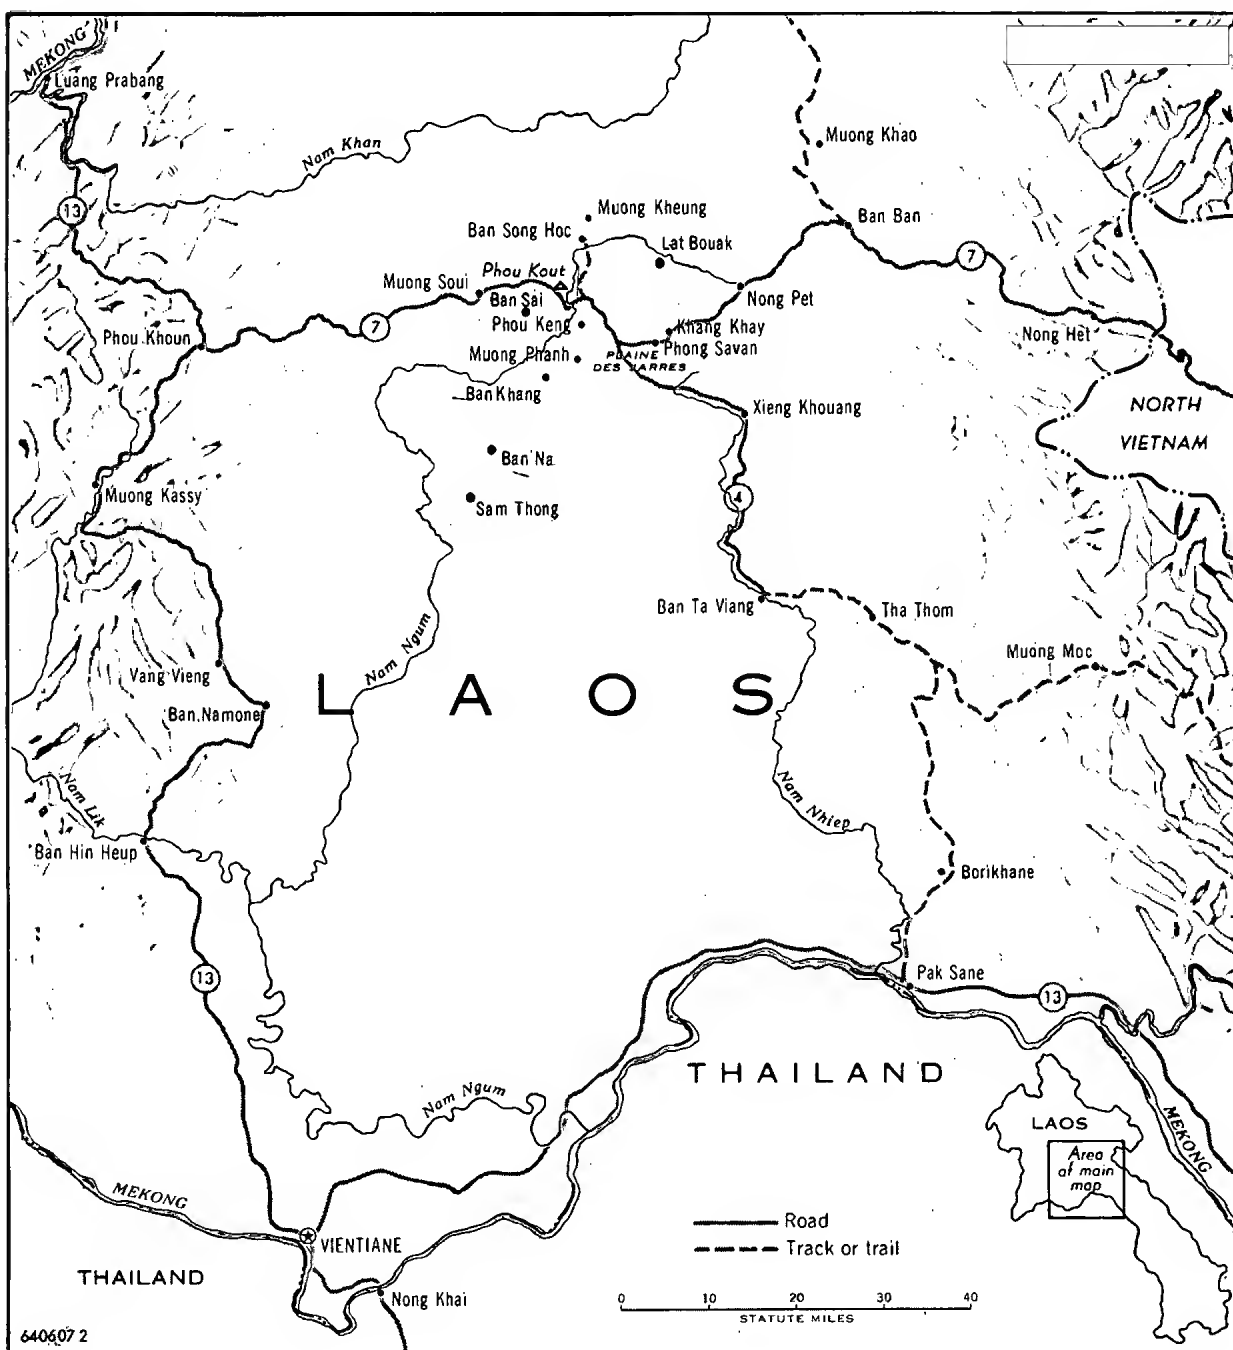 MEKONG
Luang Prabang
Nam Khan
Muong Khao
13
Muong Kheung
Ban Song Hoc
Ban Ban
Lat Bouak
7
Phou Kout
Muong Soui
Ban Sai
Nong Pet
7
Phou Keng
Khang Khay
Phou Khoun
Nong Het
Phong Savan
Muong Phanh
PLAINE
DES JARRES
Ban Khang
Xieng Khouang
NORTH
VIETNAM
Ban Na
Muong Kassy
4
Sam Thong
Ban Ta Viang
Tha Thom
Nam Ngum
Muong Moc
Vang Vieng
LAOS
Ban Namone
Nam Lik
Nam Nhiep
Ban Hin Heup
Borikhane
13
Pak Sane
13
THAILAND
Nam Ngum
MEKONG
LAOS
Area
of main
map
MEKONG
Road
VIENTIANE
Track or trail
THAILAND
Nong Khai
0 10 20 30 40
STATUTE MILES
640607 2